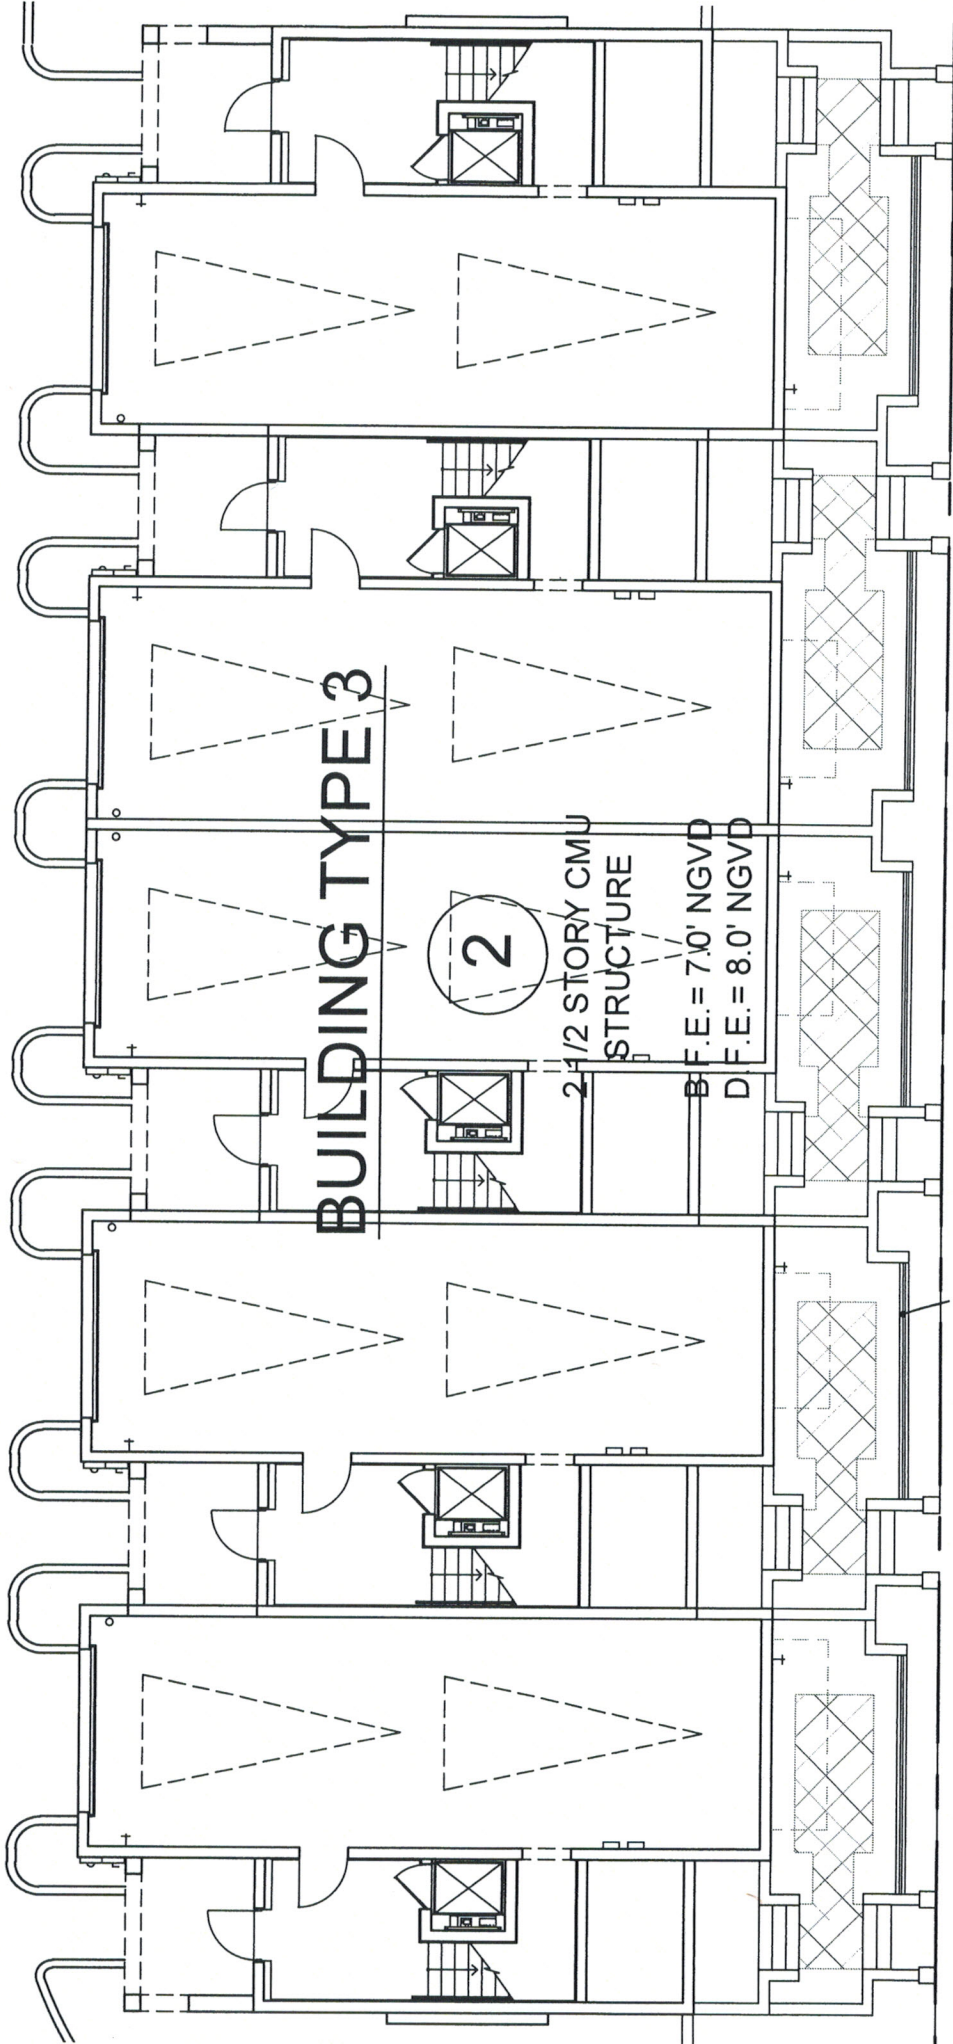 BUILDING TYPE 3
2
2 1/2 STORY CMU
STRUCTURE
B.F.E.= 7.0' NGVD
D.F.E.= 8.0' NGVD